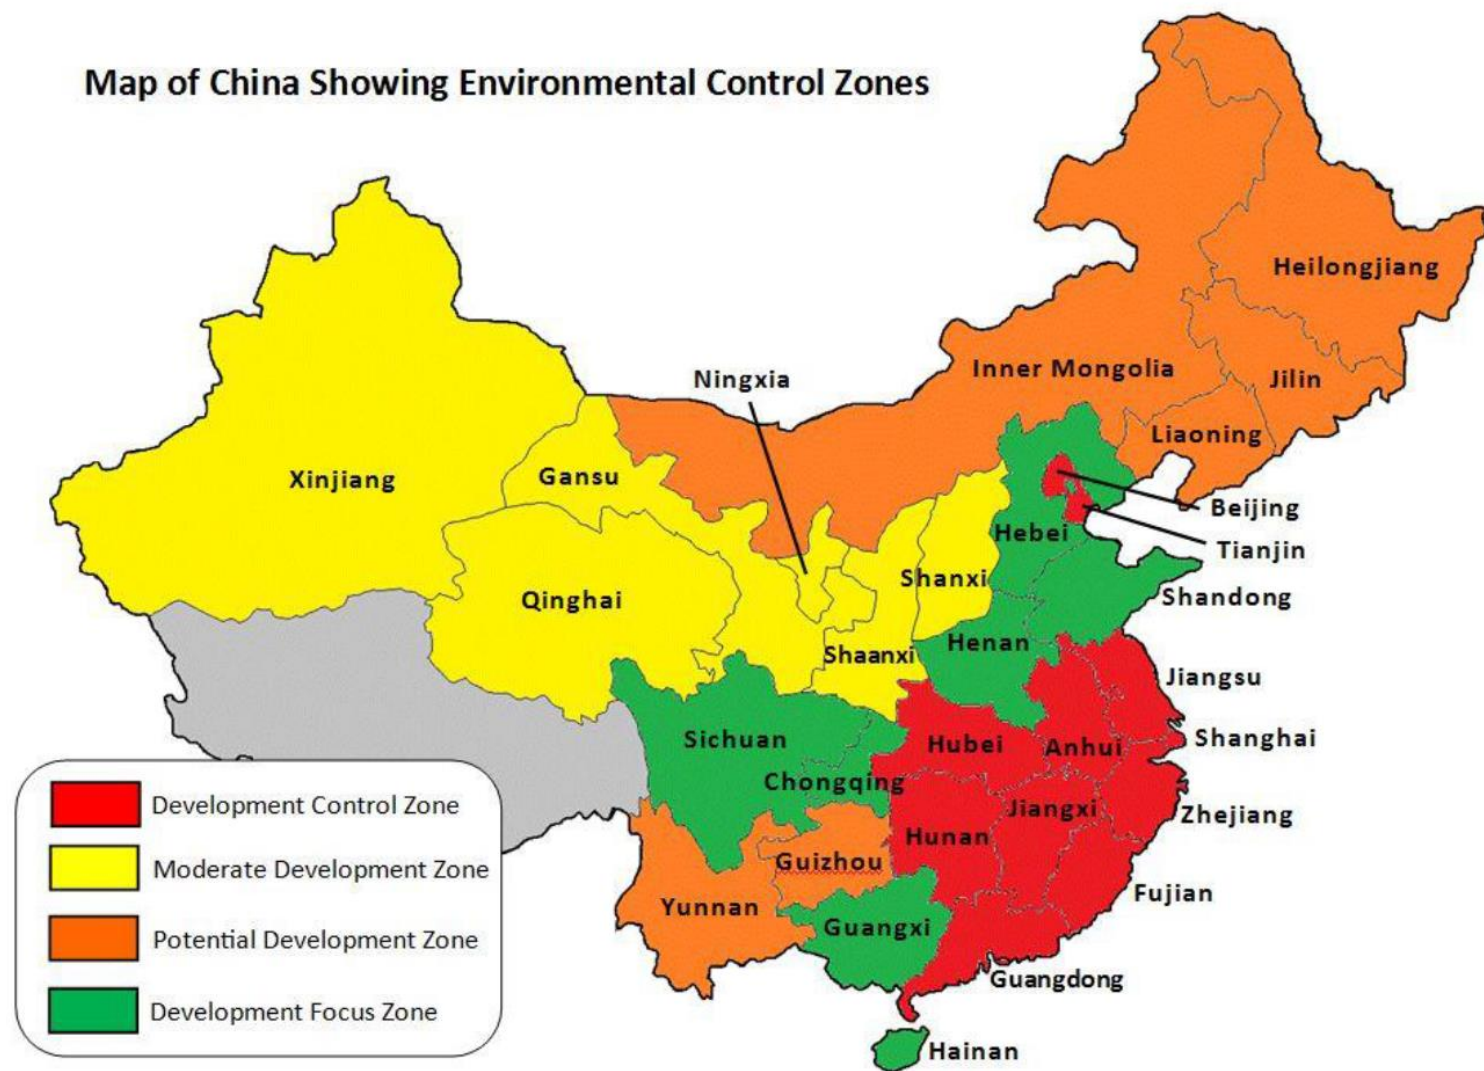 Map of China Showing Environmental Control Zones
Heilongjiang
Inner Mongolia
Ningxia
Jilin
Liaoning
Xinjiang
Gansu
Beijing
Hebei
Tianjin
Shanxi
Qinghai
Shandong
Henan
Shaanxi
Jiangsu
Sichuan
Hubei
Anhui
Shanghai
Chongqing
Jiangxi
Zhejiang
Hunan
Guizhou
Fujian
Yunnan
Guangxi
Guangdong
Hainan
Development Control Zone
Moderate Development Zone
Potential Development Zone
Development Focus Zone